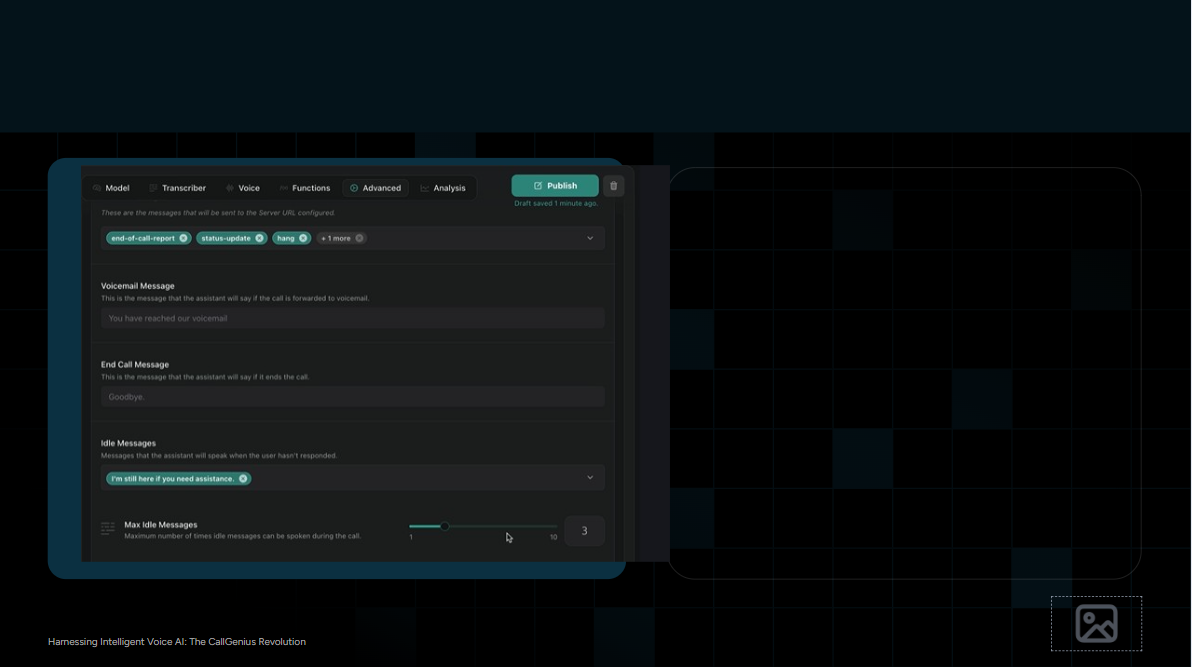 Model Transcriber Voice Functions Advanced Analysis Publish
Draft saved 1 minute ago.
These are the messages that will be sent to the Server URL configured.
end-of-call-report status-update hang + 1 more
Voicemail Message
This is the message that the assistant will say if the call is forwarded to voicemail.
You have reached our voicemail
End Call Message
This is the message that the assistant will say if it ends the call.
Goodbye.
Idle Messages
Messages that the assistant will speak when the user hasn't responded.
I'm still here if you need assistance.
Max Idle Messages
Maximum number of times idle messages can be spoken during the call.
1 10 3
Harnessing Intelligent Voice AI: The CallGenius Revolution